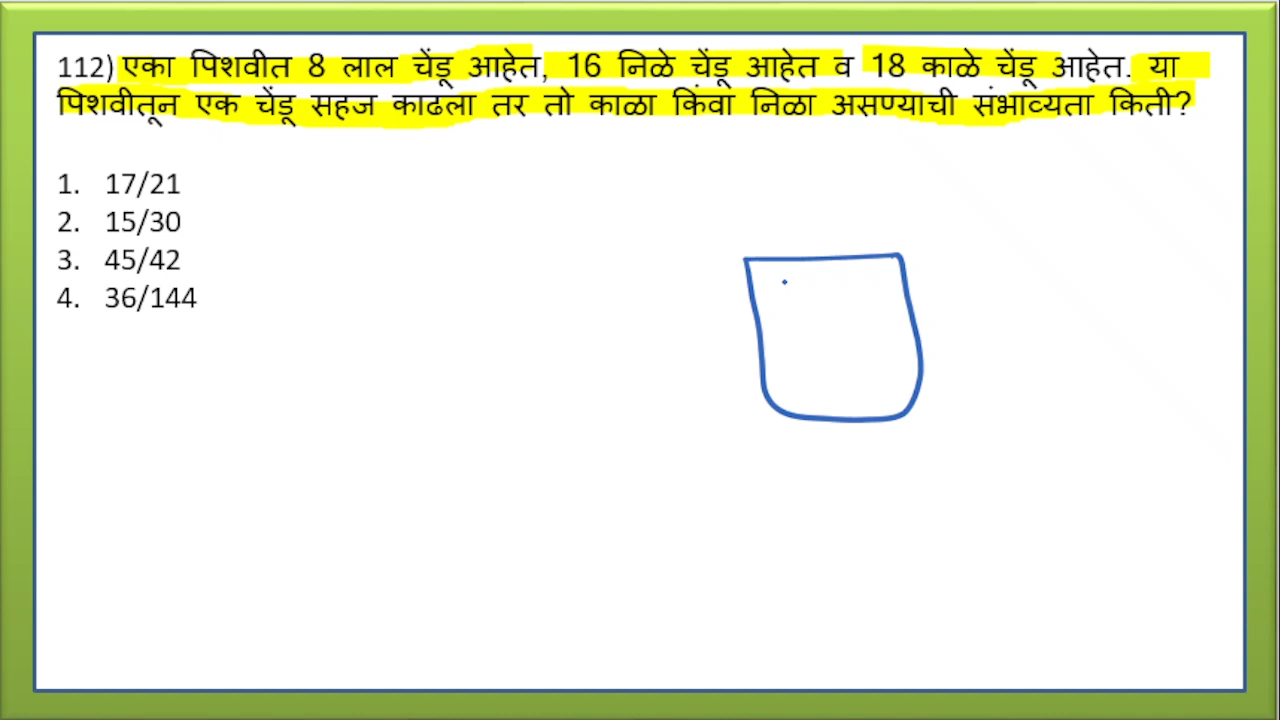 112) एका पिशवीत 8 लाल चेंडू आहेत, 16 निळे चेंडू आहेत व 18 काळे चेंडू आहेत. या
पिशवीतून एक चेंडू सहज काढला तर तो काळा किंवा निळा असण्याची संभाव्यता किती?
1. 17/21
2. 15/30
3. 45/42
4. 36/144